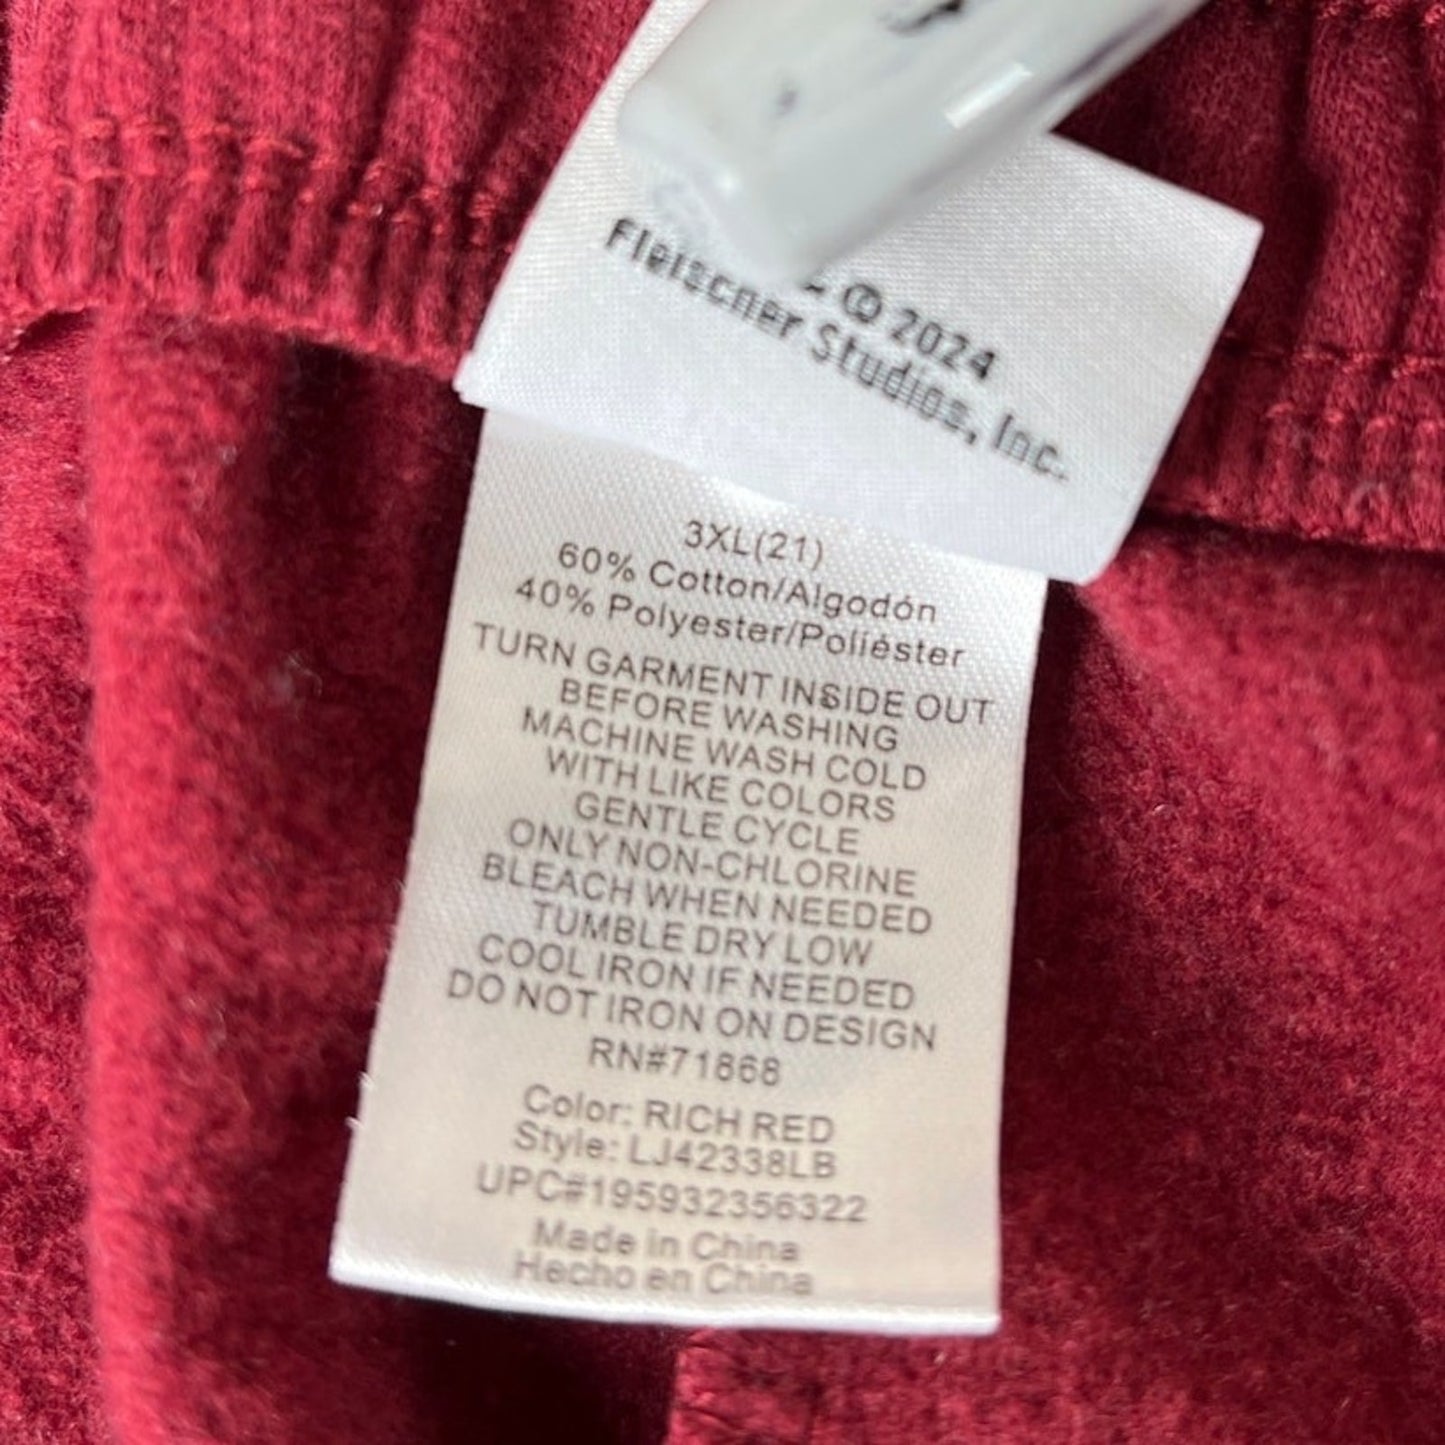 © 2024
Fleischer Studios, Inc.
3XL(21)
60% Cotton/Algodón
40% Polyester/Poliéster
TURN GARMENT INSIDE OUT
BEFORE WASHING
MACHINE WASH COLD
WITH LIKE COLORS
GENTLE CYCLE
ONLY NON-CHLORINE
BLEACH WHEN NEEDED
TUMBLE DRY LOW
COOL IRON IF NEEDED
DO NOT IRON ON DESIGN
RN#71868
Color: RICH RED
Style: LJ42338LB
UPC#195932356322
Made in China
Hecho en China